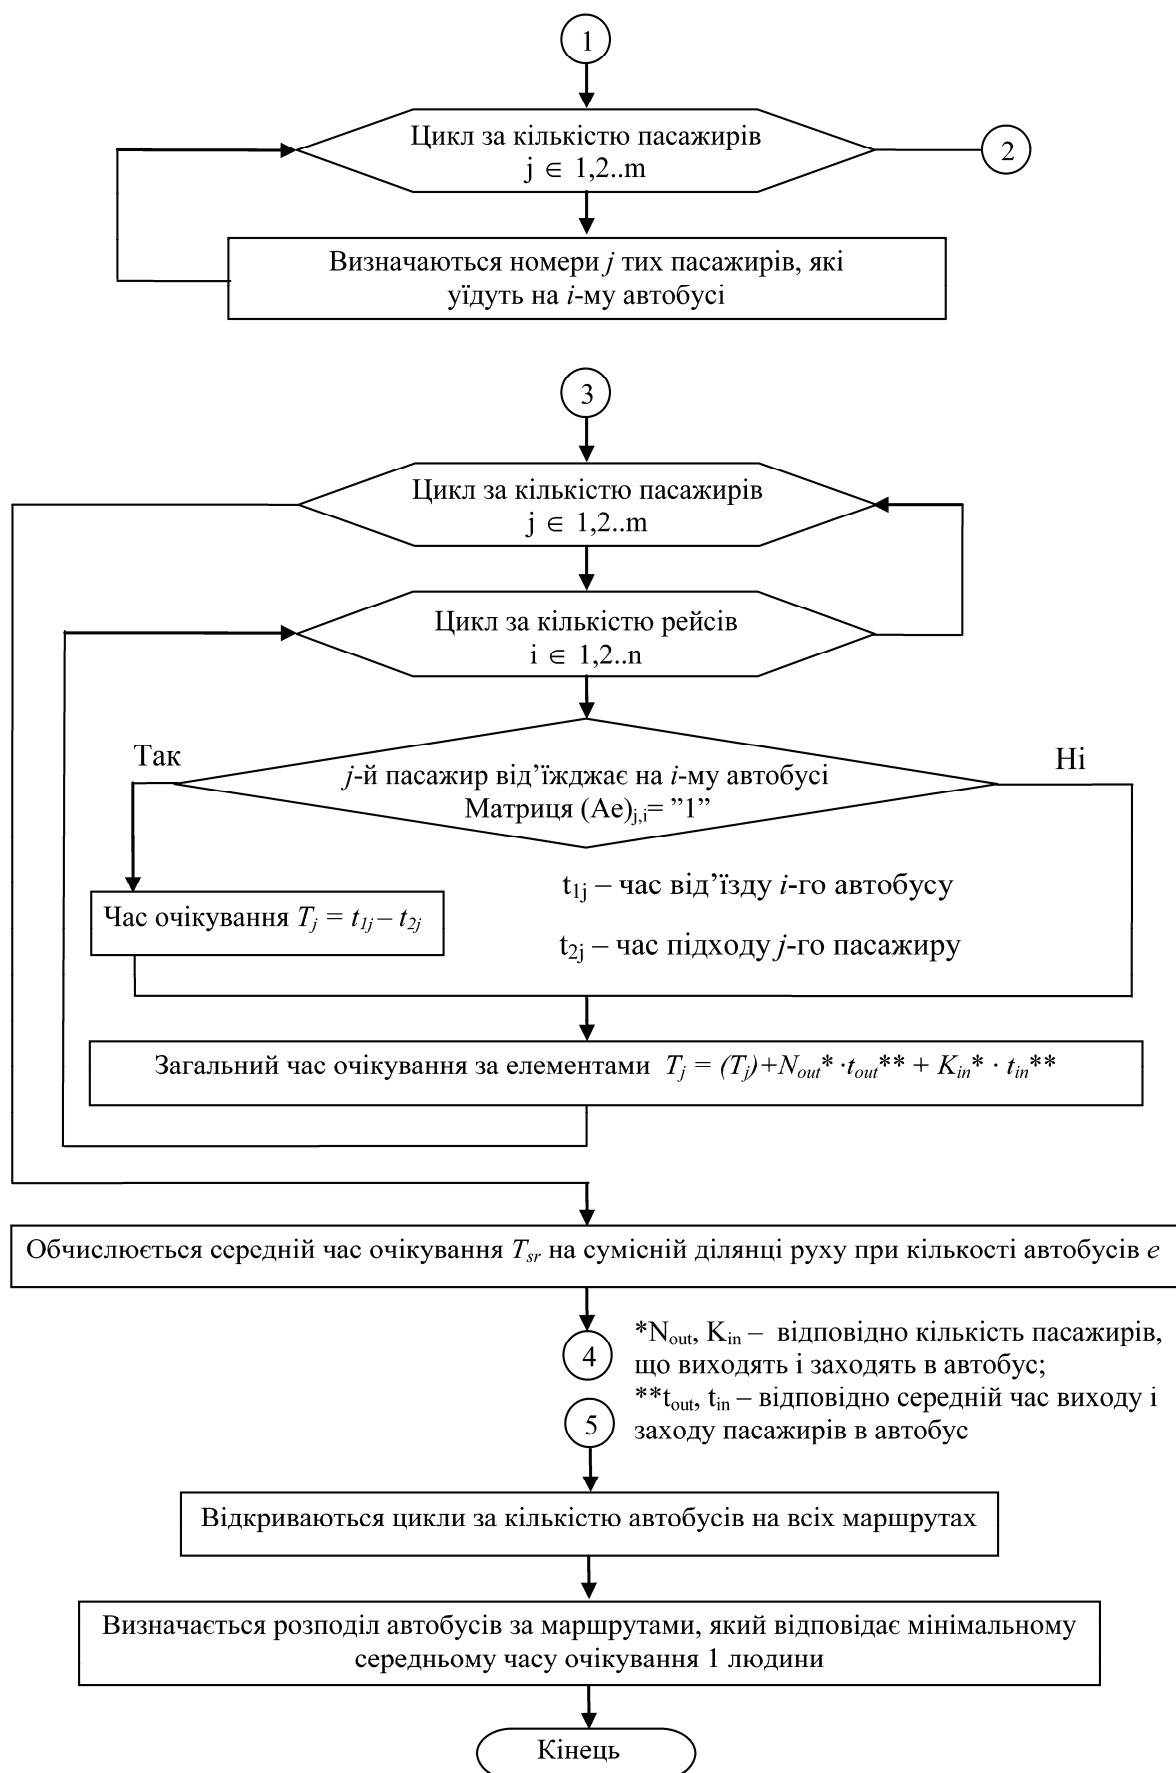 1
Цикл за кількістю пасажирів
j ∈ 1,2..m
2
Визначаються номери j тих пасажирів, які
уїдуть на i-му автобусі
3
Цикл за кількістю пасажирів
j ∈ 1,2..m
Цикл за кількістю рейсів
i ∈ 1,2..n
Так
Ні
j-й пасажир від’їжджає на i-му автобусі
Матриця (Ae)j,i= ”1”
t1j – час від’їзду i-го автобусу
Час очікування Tj = t1j – t2j
t2j – час підходу j-го пасажиру
Загальний час очікування за елементами Tj = (Tj)+Nout* ·tout** + Kin* · tin**
Обчислюється середній час очікування Tsr на сумісній ділянці руху при кількості автобусів e
4
*Nout, Kin – відповідно кількість пасажирів,
що виходять і заходять в автобус;
**tout, tin – відповідно середній час виходу і
заходу пасажирів в автобус
5
Відкриваються цикли за кількістю автобусів на всіх маршрутах
Визначається розподіл автобусів за маршрутами, який відповідає мінімальному
середньому часу очікування 1 людини
Кінець